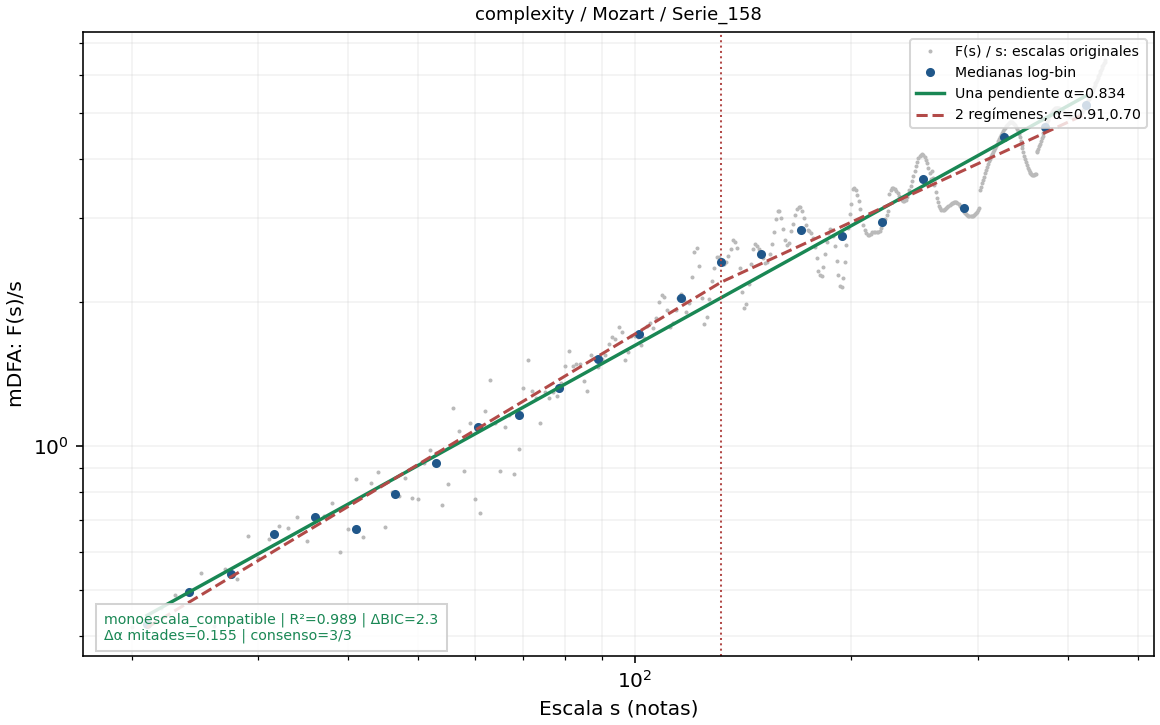 complexity / Mozart / Serie_158
F(s) / s: escalas originales
Medianas log-bin
Una pendiente α=0.834
2 regímenes; α=0.91,0.70
mDFA: F(s)/s
10⁰
monoescala_compatible | R²=0.989 | ΔBIC=2.3
Δα mitades=0.155 | consenso=3/3
10²
Escala s (notas)